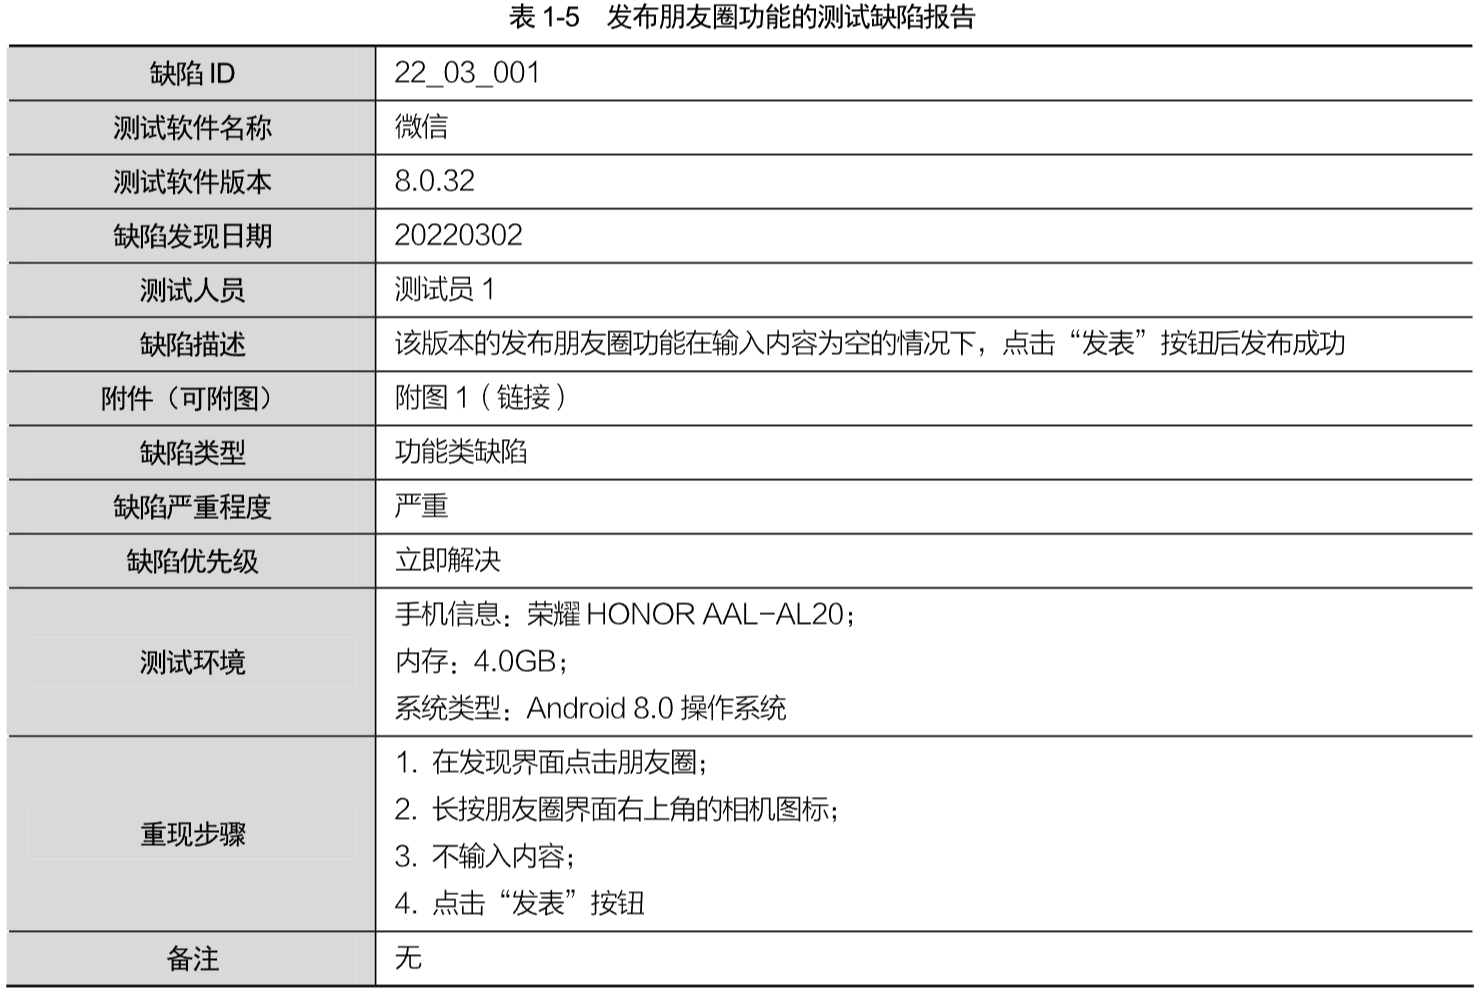 表 1-5 发布朋友圈功能的测试缺陷报告
缺陷 ID
22_03_001
测试软件名称
微信
测试软件版本
8.0.32
缺陷发现日期
20220302
测试人员
测试员 1
缺陷描述
该版本的发布朋友圈功能在输入内容为空的情况下，点击“发表”按钮后发布成功
附件（可附图）
附图 1（链接）
缺陷类型
功能类缺陷
缺陷严重程度
严重
缺陷优先级
立即解决
测试环境
手机信息：荣耀 HONOR AAL-AL20；
内存：4.0GB；
系统类型：Android 8.0 操作系统
重现步骤
1. 在发现界面点击朋友圈；
2. 长按朋友圈界面右上角的相机图标；
3. 不输入内容；
4. 点击“发表”按钮
备注
无